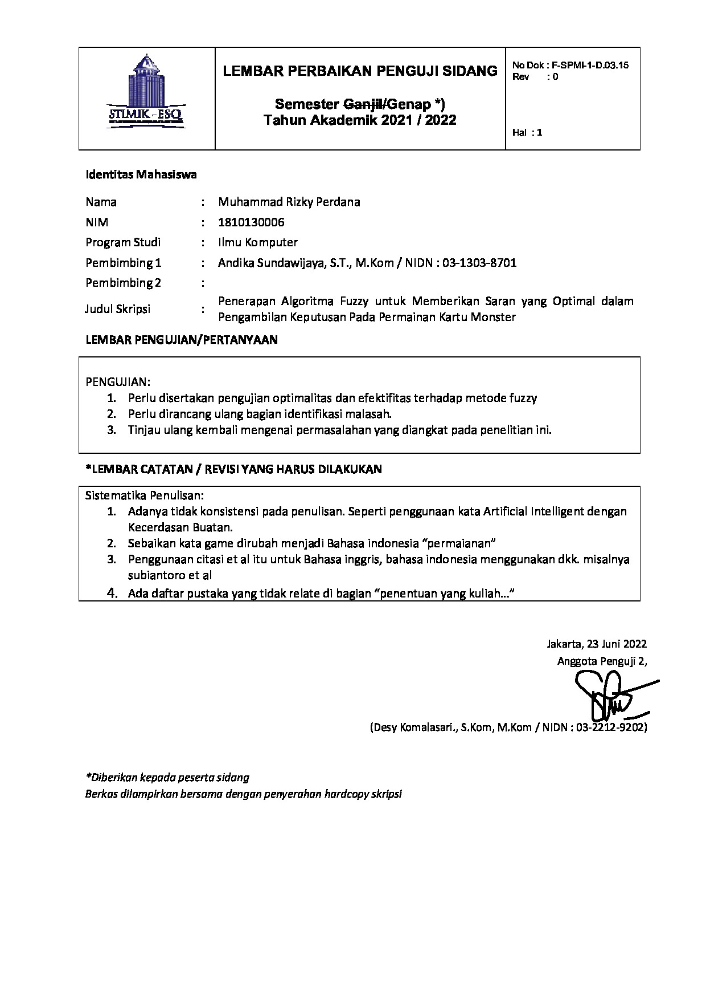 STIMIK-ESQ
LEMBAR PERBAIKAN PENGUJI SIDANG
Semester Ganjil/Genap *)
Tahun Akademik 2021 / 2022
No Dok : F-SPMI-1-D.03.15
Rev : 0
Hal : 1
Identitas Mahasiswa
Nama : Muhammad Rizky Perdana
NIM : 1810130006
Program Studi : Ilmu Komputer
Pembimbing 1 : Andika Sundawijaya, S.T., M.Kom / NIDN : 03-1303-8701
Pembimbing 2 :
Judul Skripsi : Penerapan Algoritma Fuzzy untuk Memberikan Saran yang Optimal dalam
Pengambilan Keputusan Pada Permainan Kartu Monster
LEMBAR PENGUJIAN/PERTANYAAN
PENGUJIAN:
1. Perlu disertakan pengujian optimalitas dan efektifitas terhadap metode fuzzy
2. Perlu dirancang ulang bagian identifikasi malasah.
3. Tinjau ulang kembali mengenai permasalahan yang diangkat pada penelitian ini.
*LEMBAR CATATAN / REVISI YANG HARUS DILAKUKAN
Sistematika Penulisan:
1. Adanya tidak konsistensi pada penulisan. Seperti penggunaan kata Artificial Intelligent dengan
Kecerdasan Buatan.
2. Sebaikan kata game dirubah menjadi Bahasa indonesia “permaianan”
3. Penggunaan citasi et al itu untuk Bahasa inggris, bahasa indonesia menggunakan dkk. misalnya
subiantoro et al
4. Ada daftar pustaka yang tidak relate di bagian “penentuan yang kuliah...”
Jakarta, 23 Juni 2022
Anggota Penguji 2,
(Desy Komalasari., S.Kom, M.Kom / NIDN : 03-2212-9202)
*Diberikan kepada peserta sidang
Berkas dilampirkan bersama dengan penyerahan hardcopy skripsi